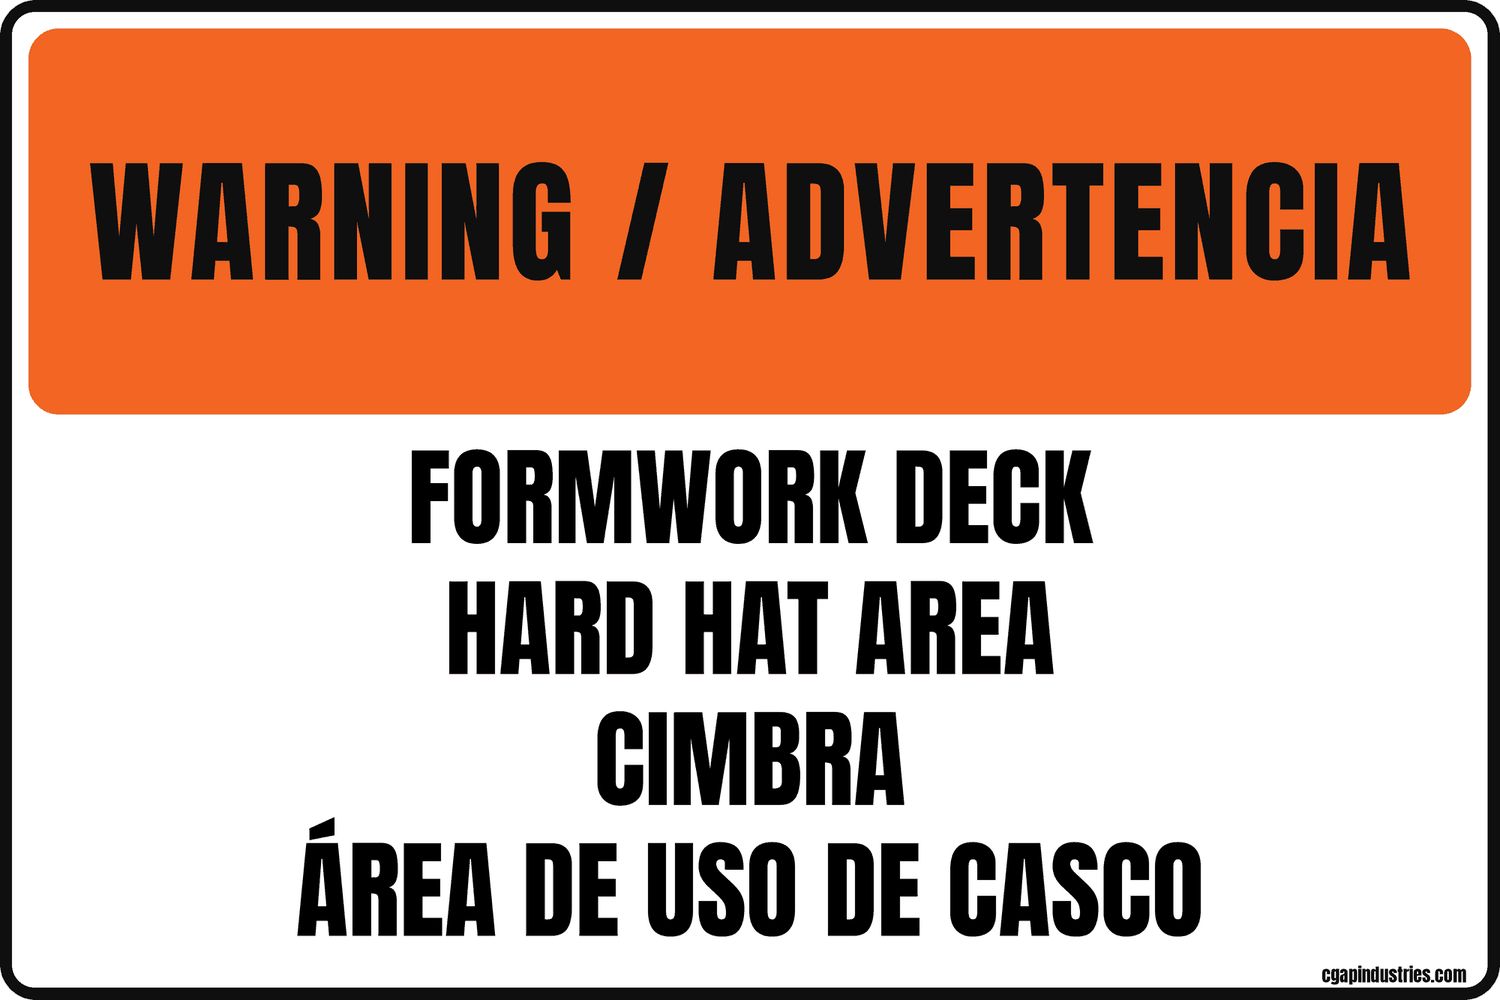 WARNING / ADVERTENCIA
FORMWORK DECK
HARD HAT AREA
CIMBRA
ÁREA DE USO DE CASCO
cgapindustries.com